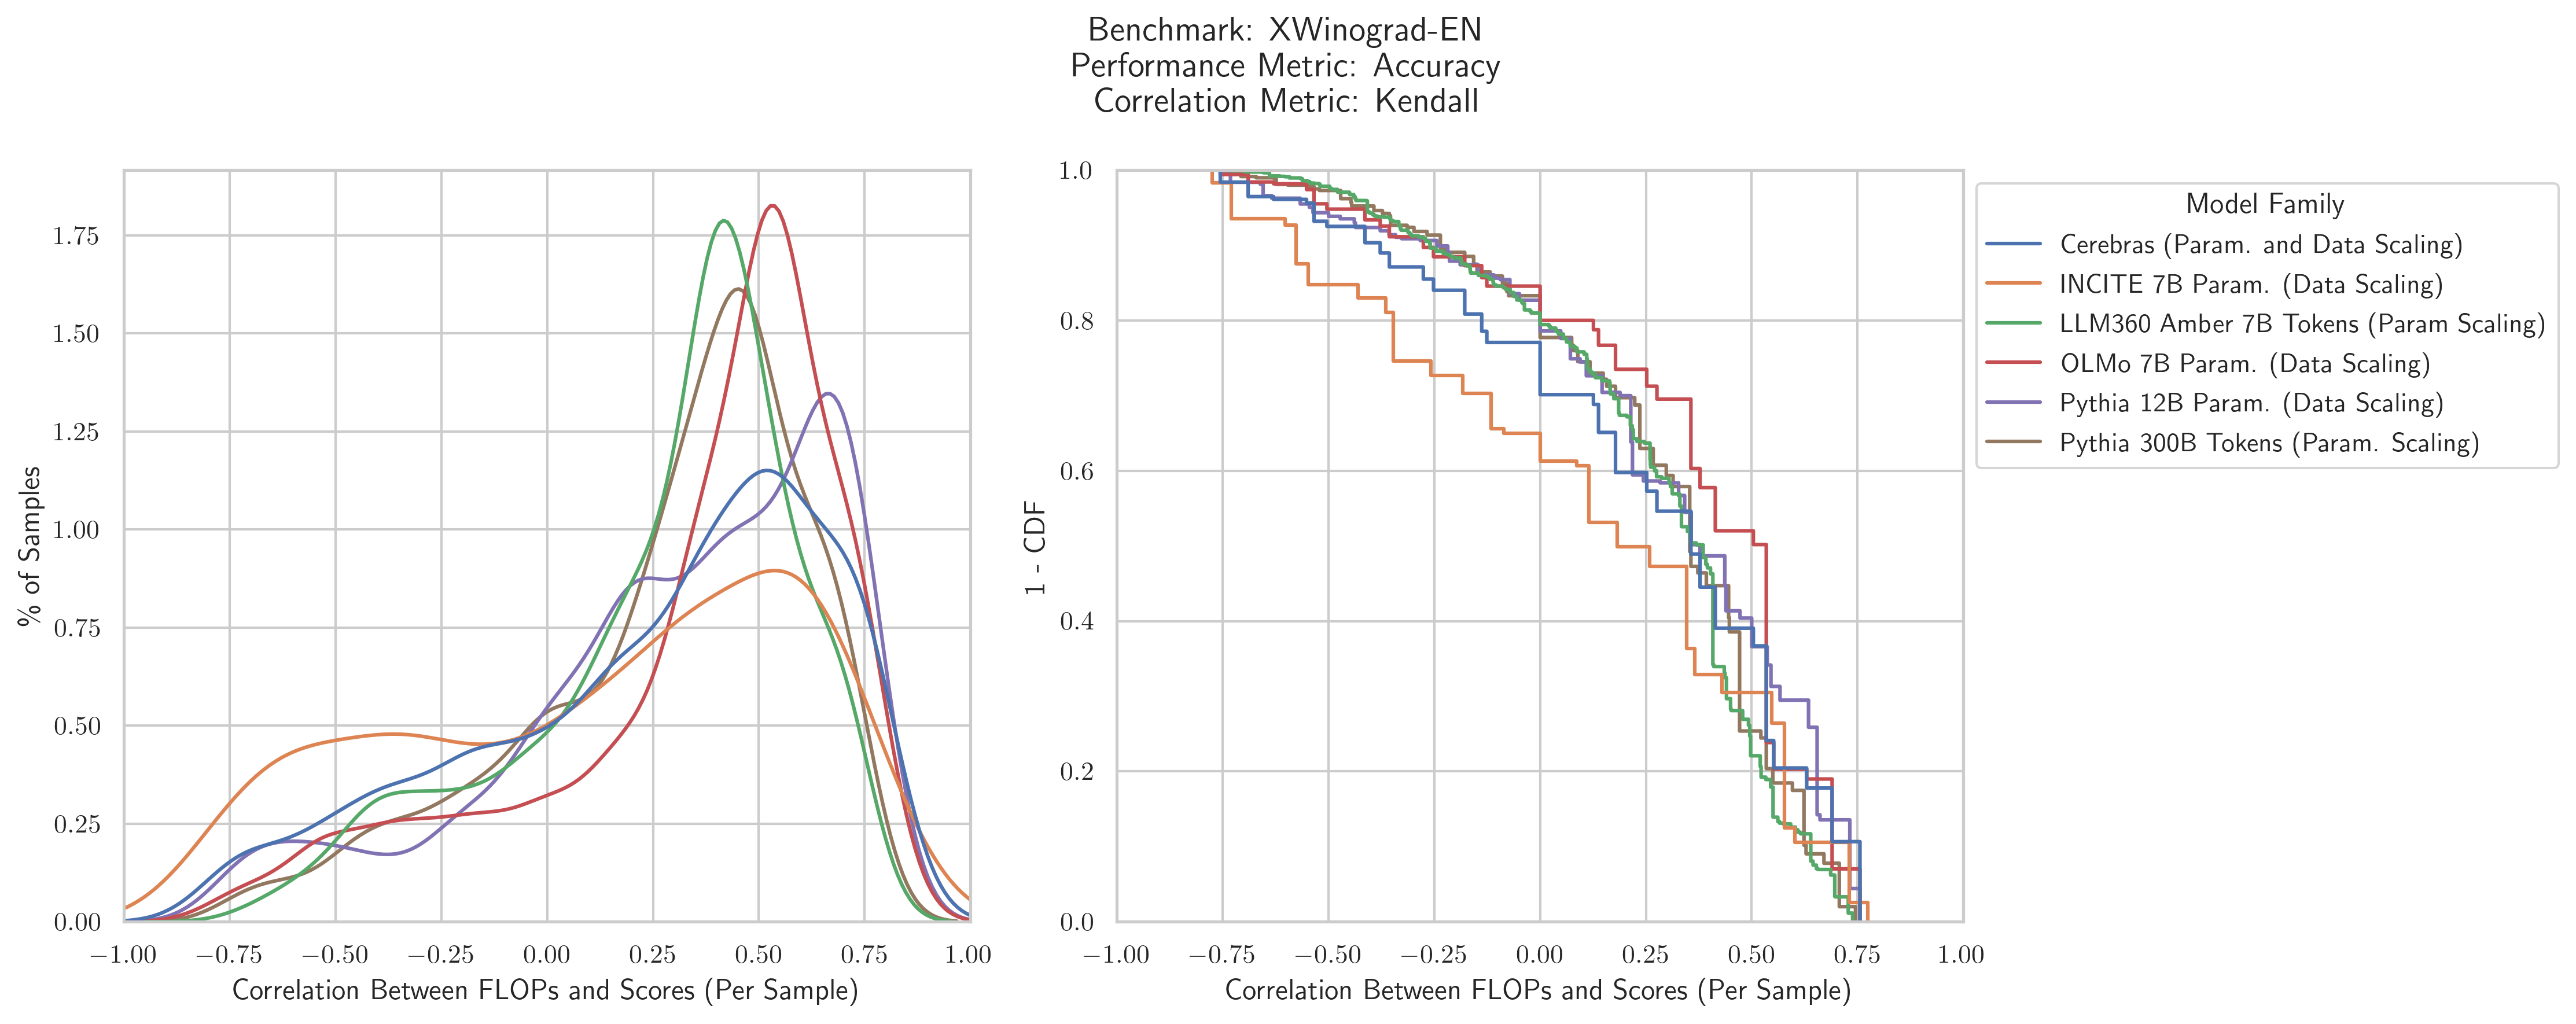 Benchmark: XWinograd-EN
Performance Metric: Accuracy
Correlation Metric: Kendall
% of Samples
1.75
1.50
1.25
1.00
0.75
0.50
0.25
0.00
−1.00 −0.75 −0.50 −0.25 0.00 0.25 0.50 0.75 1.00
Correlation Between FLOPs and Scores (Per Sample)
1 - CDF
1.0
0.8
0.6
0.4
0.2
0.0
−1.00 −0.75 −0.50 −0.25 0.00 0.25 0.50 0.75 1.00
Correlation Between FLOPs and Scores (Per Sample)
Model Family
Cerebras (Param. and Data Scaling)
INCITE 7B Param. (Data Scaling)
LLM360 Amber 7B Tokens (Param Scaling)
OLMo 7B Param. (Data Scaling)
Pythia 12B Param. (Data Scaling)
Pythia 300B Tokens (Param. Scaling)